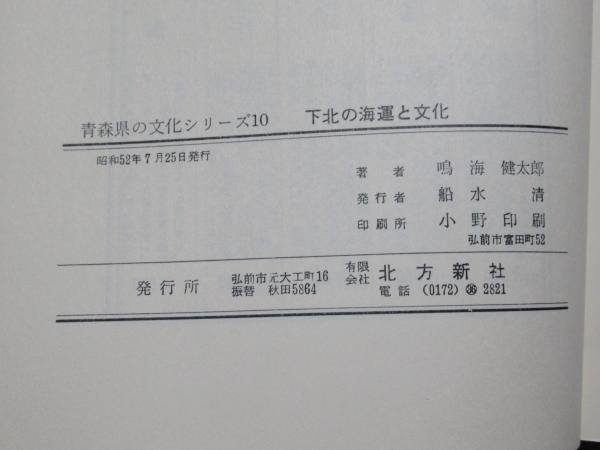 青森県の文化シリーズ10 下北の海運と文化
昭和52年7月25日発行
著者 鳴海健太郎
発行者 船水清
印刷所 小野印刷
弘前市富田町52
発行所 弘前市元大工町16 有限会社 北方新社
振替 秋田5864 電話 (0172) ㊱ 2821